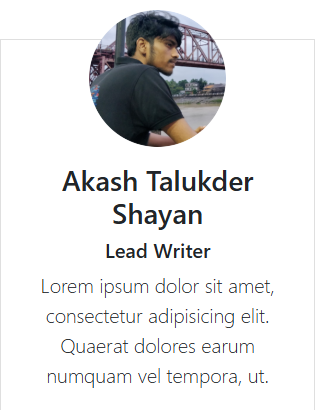 Akash Talukder
Shayan
Lead Writer
Lorem ipsum dolor sit amet,
consectetur adipisicing elit.
Quaerat dolores earum
numquam vel tempora, ut.